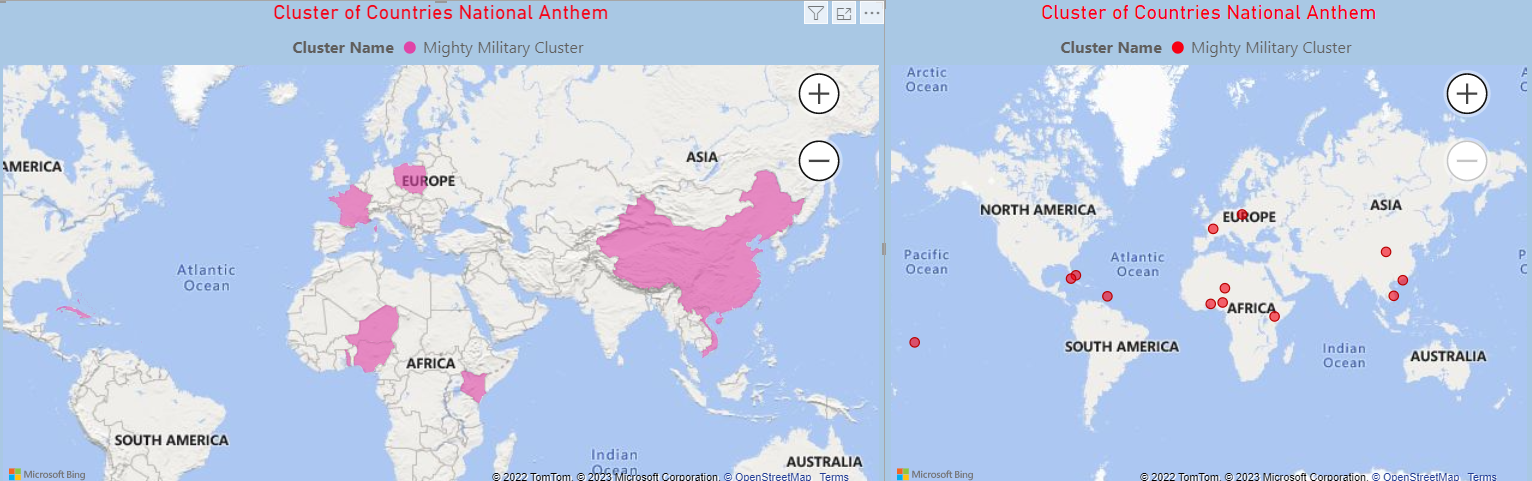 Cluster of Countries National Anthem
Cluster Name Mighty Military Cluster
AMERICA
ASIA
EUROPE
Atlantic
Ocean
AFRICA
SOUTH AMERICA
Indian
Ocean
AUSTRALIA
Microsoft Bing
© 2022 TomTom, © 2023 Microsoft Corporation, © OpenStreetMap Terms
Cluster of Countries National Anthem
Cluster Name Mighty Military Cluster
Arctic
Ocean
A
C
NORTH AMERICA
ASIA
EUROPE
Pacific
Ocean
Atlantic
Ocean
P
C
AFRICA
SOUTH AMERICA
Indian
Ocean
AUSTRALIA
Microsoft Bing
© 2022 TomTom, © 2023 Microsoft Corporation, © OpenStreetMap Terms